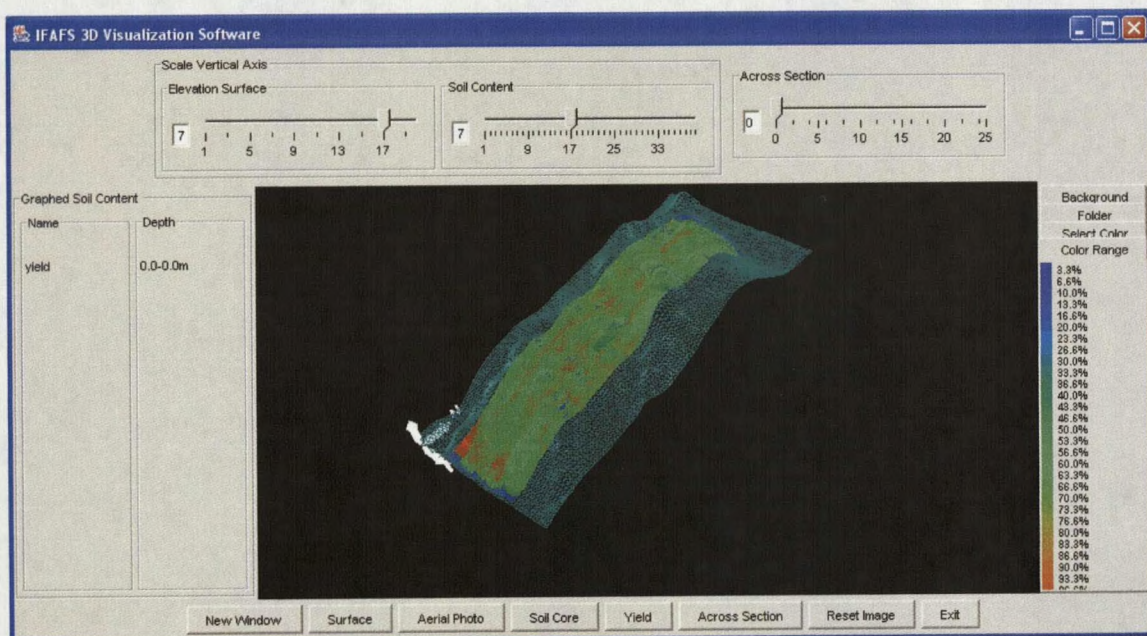 IFAFS 3D Visualization Software
Scale Vertical Axis
Elevation Surface
7
1 5 9 13 17
Soil Content
7
1 9 17 25 33
Across Section
0
0 5 10 15 20 25
Graphed Soil Content
Name Depth
yield 0.0-0.0m
Background
Folder
Select Color
Color Range
3.3%
6.6%
10.0%
13.3%
16.6%
20.0%
23.3%
26.6%
30.0%
33.3%
36.6%
40.0%
43.3%
46.6%
50.0%
53.3%
56.6%
60.0%
63.3%
66.6%
70.0%
73.3%
76.6%
80.0%
83.3%
86.6%
90.0%
93.3%
New Window Surface Aerial Photo Soil Core Yield Across Section Reset Image Exit